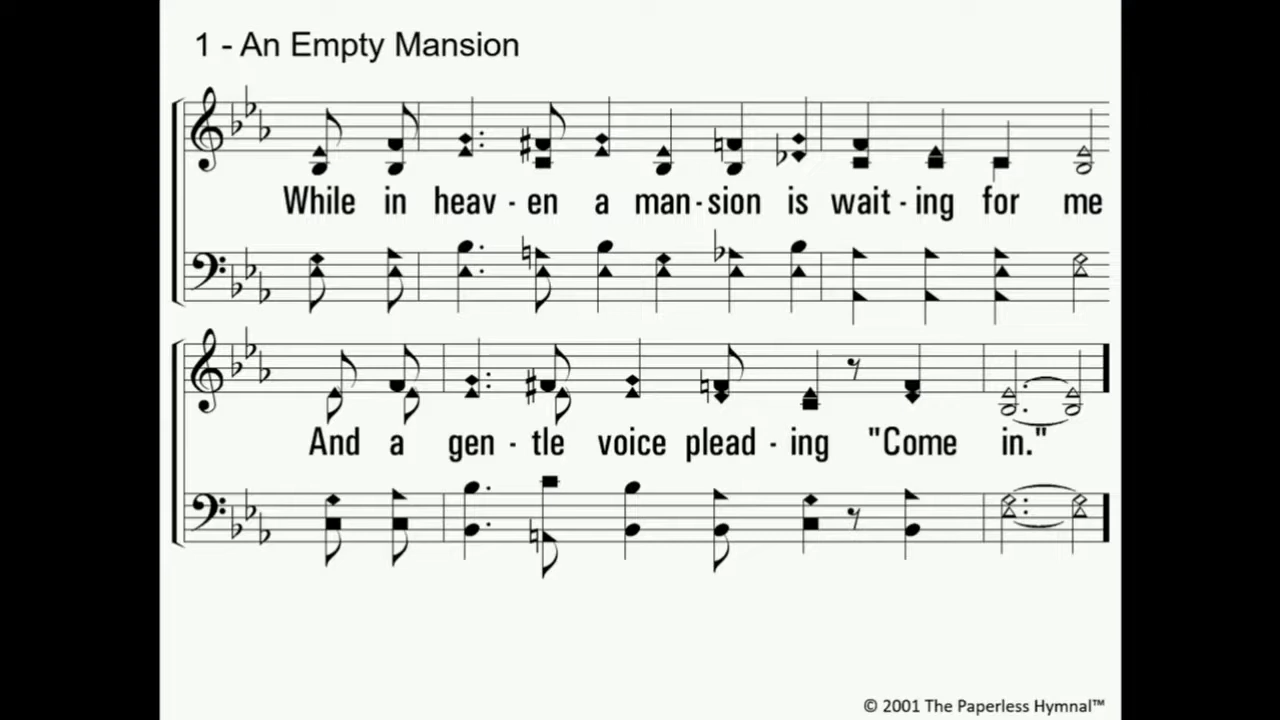 1 - An Empty Mansion
While in heav - en a man - sion is wait - ing for me
And a gen - tle voice plead - ing "Come in."
© 2001 The Paperless Hymnal™